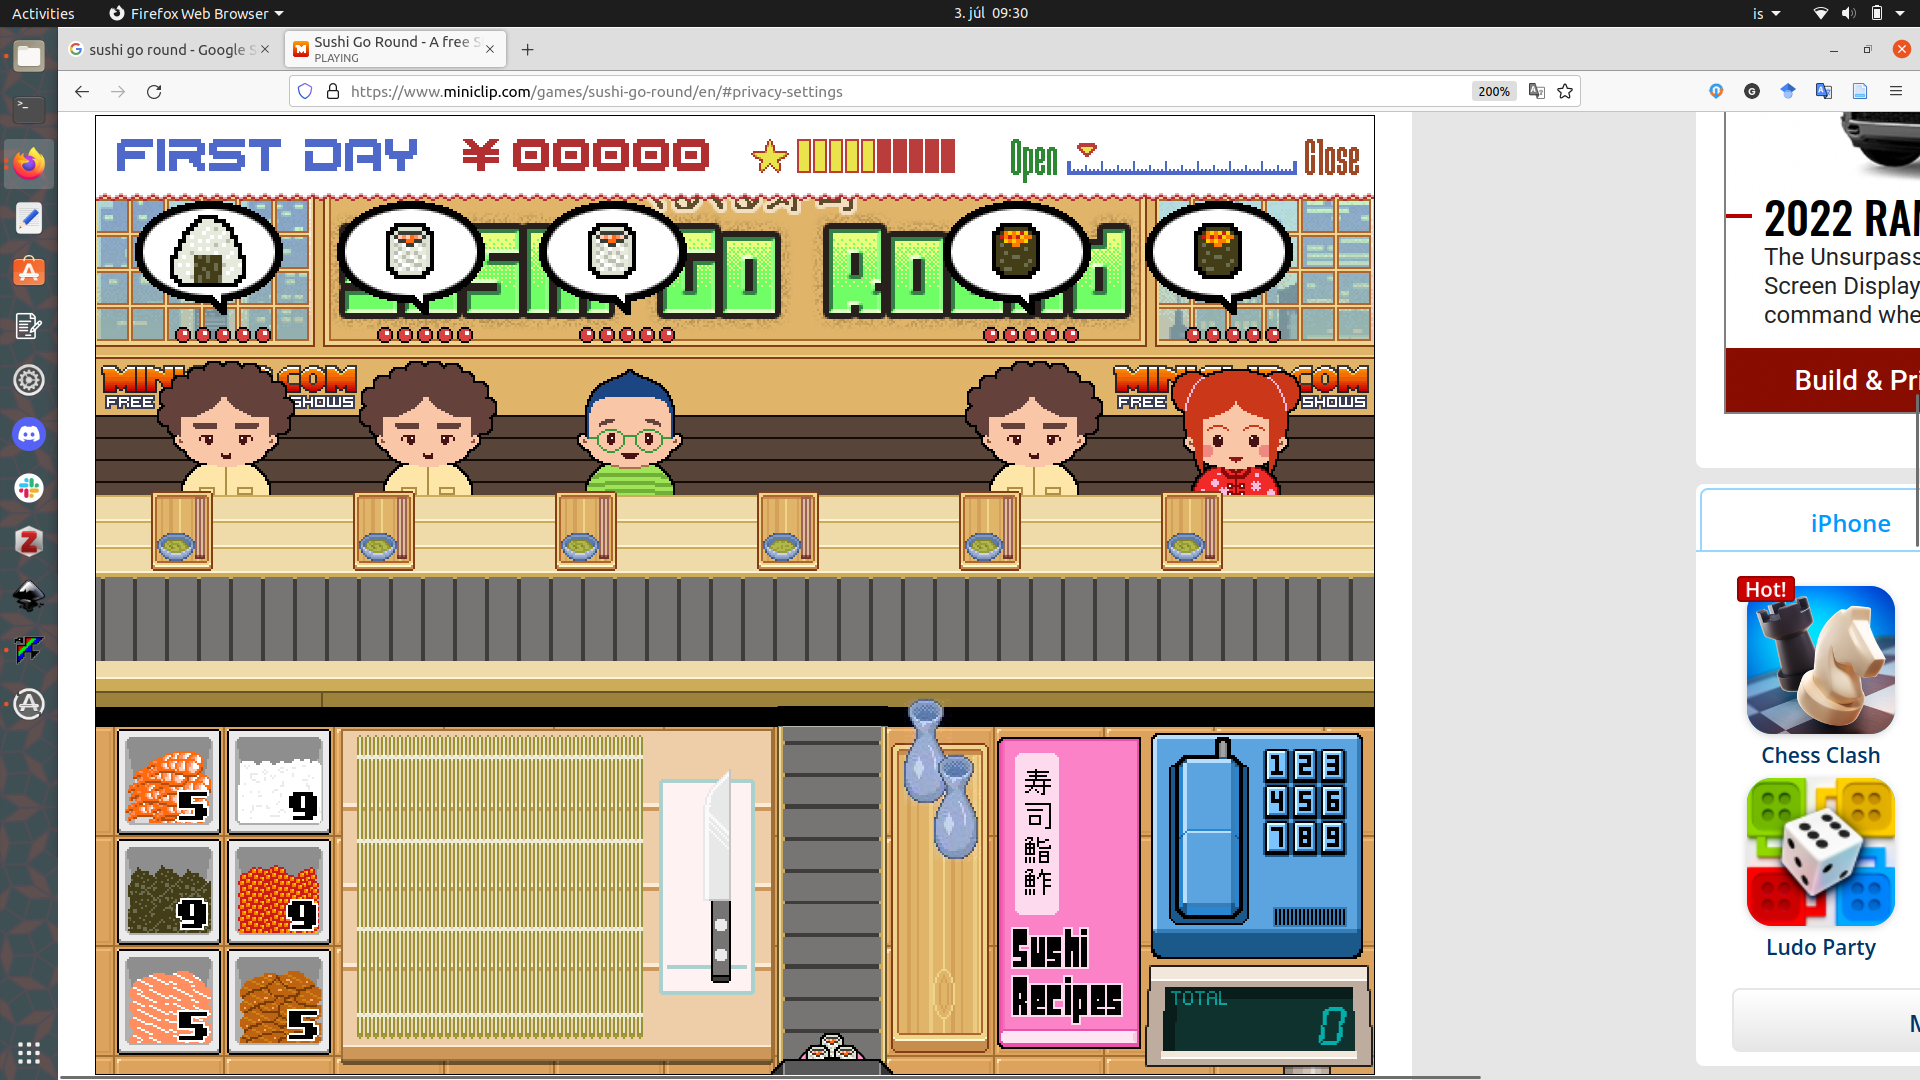 Activities
Firefox Web Browser
3. júl 09:30
is
sushi go round - Google S
Sushi Go Round - A free S
PLAYING
https://www.miniclip.com/games/sushi-go-round/en/#privacy-settings
200%
FIRST DAY
¥ 00000
Open
Close
FREE
SHOWS
FREE
SHOWS
5
9
9
9
5
5
寿
司
鮨
鮓
Sushi
Recipes
1 2 3
4 5 6
7 8 9
TOTAL
0
2022 RA
The Unsurpass
Screen Display
command whe
Build & Pri
iPhone
Hot!
Chess Clash
Ludo Party